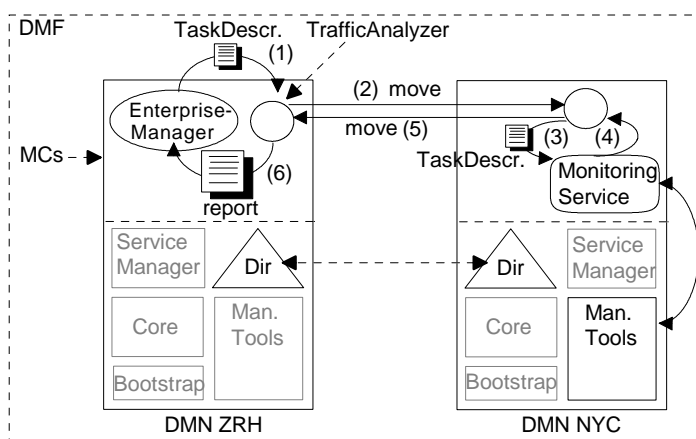 DMF
TaskDescr. (1)
TrafficAnalyzer
Enterprise-
Manager
(2) move
move (5)
(3)
(4)
TaskDescr.
MCs
(6)
report
Monitoring
Service
Service
Manager
Dir
Dir
Service
Manager
Core
Man.
Tools
Core
Man.
Tools
Bootstrap
Bootstrap
DMN ZRH
DMN NYC